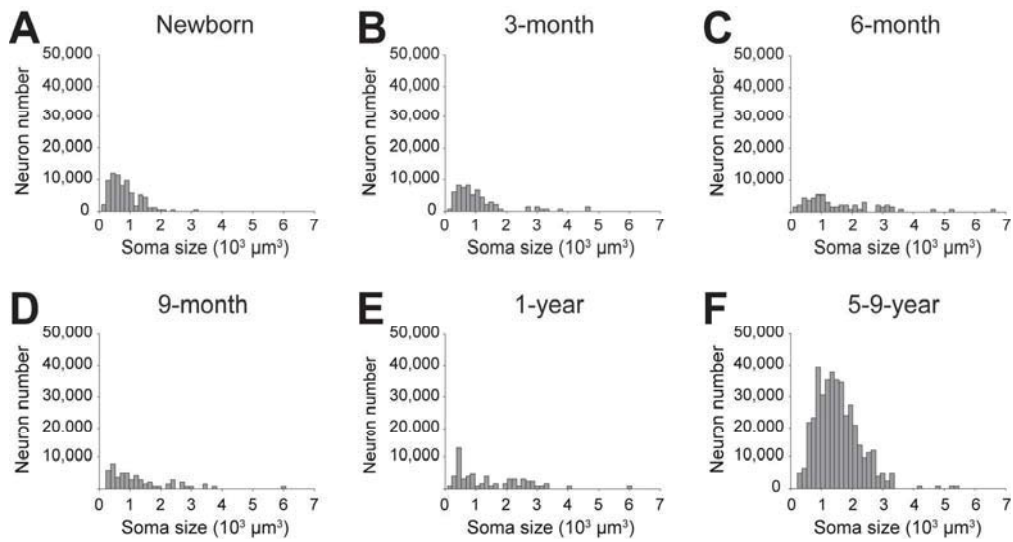 A Newborn
50,000
40,000
30,000
20,000
10,000
0
Neuron number
0 1 2 3 4 5 6 7
Soma size (10³ µm³)
B 3-month
50,000
40,000
30,000
20,000
10,000
0
Neuron number
0 1 2 3 4 5 6 7
Soma size (10³ µm³)
C 6-month
50,000
40,000
30,000
20,000
10,000
0
Neuron number
0 1 2 3 4 5 6 7
Soma size (10³ µm³)
D 9-month
50,000
40,000
30,000
20,000
10,000
Neuron number
0 1 2 3 4 5 6 7
Soma size (10³ µm³)
E 1-year
50,000
40,000
30,000
20,000
10,000
Neuron number
0 1 2 3 4 5 6 7
Soma size (10³ µm³)
F 5-9-year
50,000
40,000
30,000
20,000
10,000
0
Neuron number
0 1 2 3 4 5 6 7
Soma size (10³ µm³)